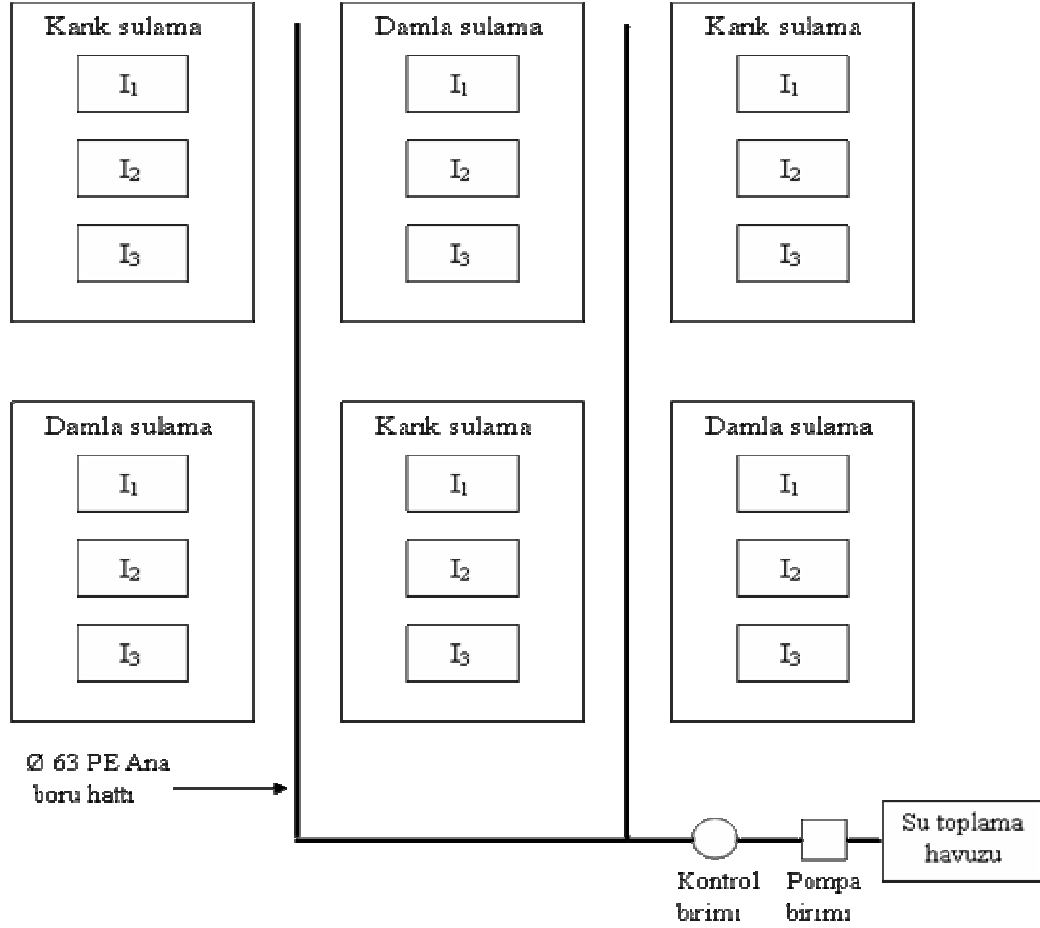 Karık sulama
I₁
I₂
I₃
Damla sulama
I₁
I₂
I₃
Karık sulama
I₁
I₂
I₃
Damla sulama
I₁
I₂
I₃
Karık sulama
I₁
I₂
I₃
Damla sulama
I₁
I₂
I₃
Ø 63 PE Ana
boru hattı
Su toplama
havuzu
Kontrol
birimi
Pompa
birimi